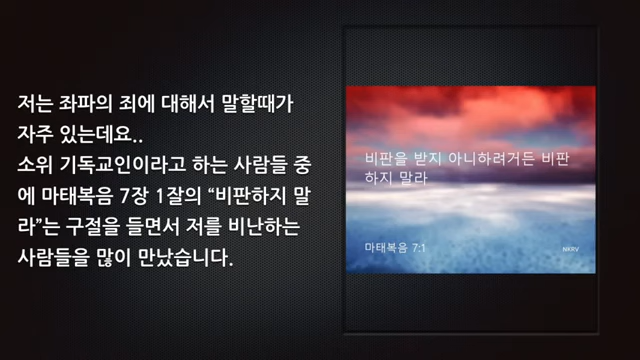 저는 좌파의 죄에 대해서 말할때가
자주 있는데요..
소위 기독교인이라고 하는 사람들 중
에 마태복음 7장 1잘의 “비판하지 말
라”는 구절을 들면서 저를 비난하는
사람들을 많이 만났습니다.
비판을 받지 아니하려거든 비판
하지 말라
마태복음 7:1
NKRV